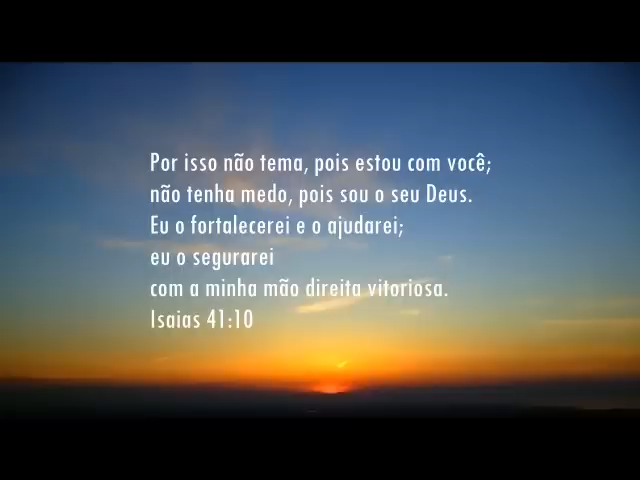 Por isso não tema, pois estou com você;
não tenha medo, pois sou o seu Deus.
Eu o fortalecerei e o ajudarei;
eu o segurarei
com a minha mão direita vitoriosa.
Isaias 41:10